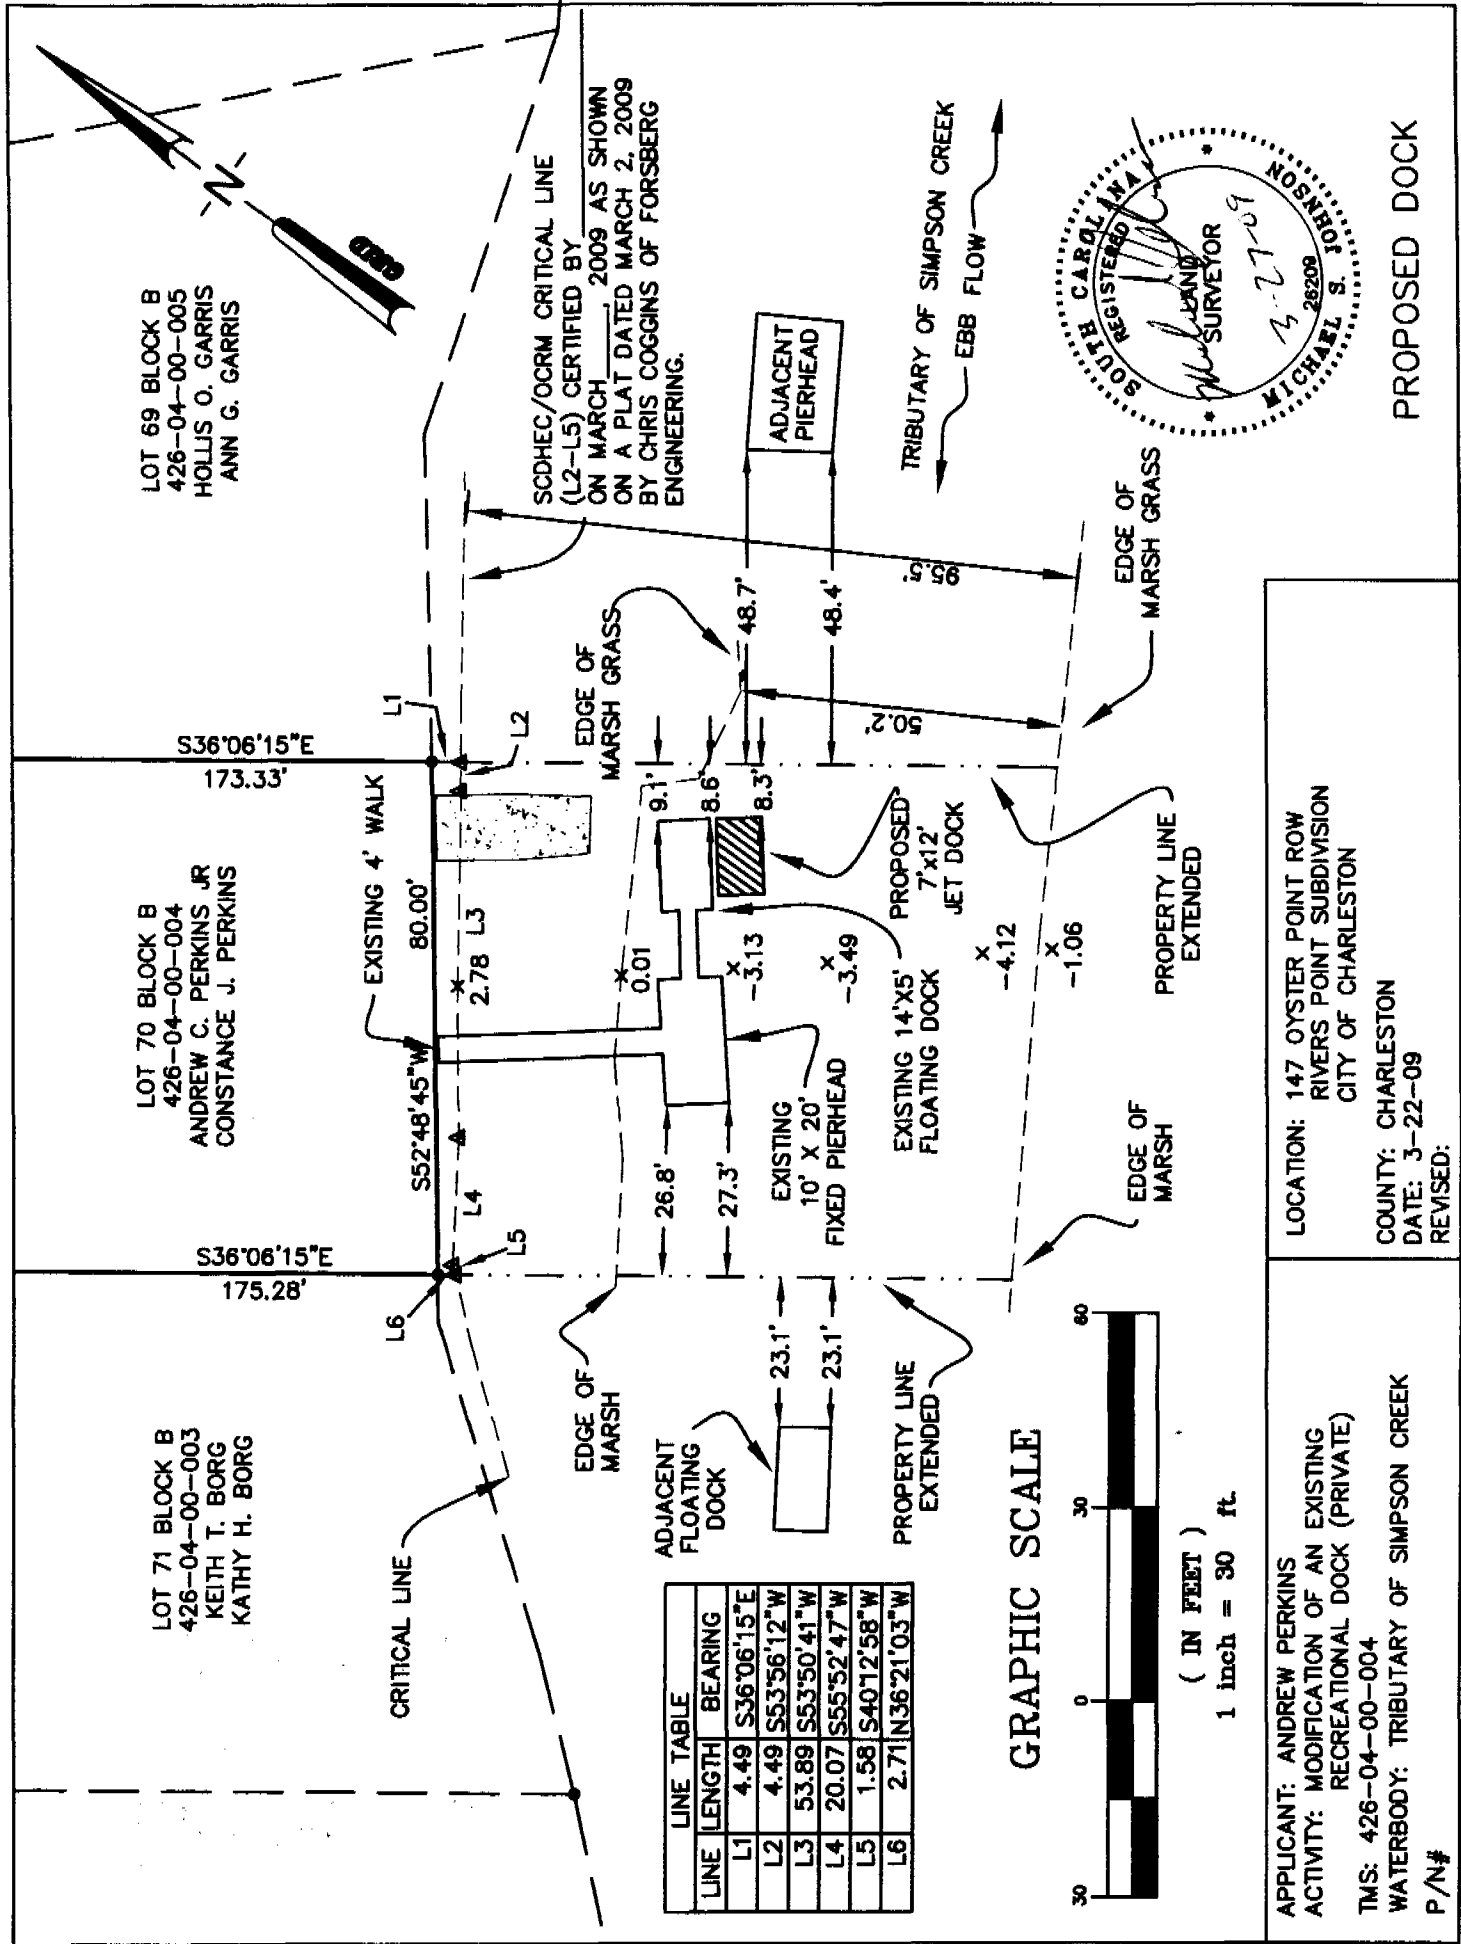 LOT 71 BLOCK B
426-04-00-003
KEITH T. BORG
KATHY H. BORG
LOT 70 BLOCK B
426-04-00-004
ANDREW C. PERKINS JR
CONSTANCE J. PERKINS
LOT 69 BLOCK B
426-04-00-005
HOLLIS O. GARRIS
ANN G. GARRIS
-N-
GRID
S36°06'15"E
175.28'
S36°06'15"E
173.33'
CRITICAL LINE
L6
L5
L4
S52°48'45"W
80.00'
L3
2.78
L1
L2
EXISTING 4' WALK
SCDHEC/OCRM CRITICAL LINE
(L2-L5) CERTIFIED BY
ON MARCH ____, 2009 AS SHOWN
ON A PLAT DATED MARCH 2, 2009
BY CHRIS COGGINS OF FORSBERG
ENGINEERING.
EDGE OF
MARSH
EDGE OF
MARSH GRASS
0.01
-3.13
-3.49
-4.12
-1.06
26.8'
27.3'
9.1'
8.6'
8.3'
48.7'
48.4'
95.5'
50.2'
ADJACENT
PIERHEAD
ADJACENT
FLOATING
DOCK
23.1'
23.1'
EXISTING
10' X 20'
FIXED PIERHEAD
EXISTING 14'X5'
FLOATING DOCK
PROPOSED
7'x12'
JET DOCK
TRIBUTARY OF SIMPSON CREEK
EBB FLOW
PROPERTY LINE
EXTENDED
PROPERTY LINE
EXTENDED
EDGE OF
MARSH
EDGE OF
MARSH GRASS
LINE TABLE
LINE LENGTH BEARING
L1 4.49 S36°06'15"E
L2 4.49 S53°56'12"W
L3 53.89 S53°50'41"W
L4 20.07 S55°52'47"W
L5 1.58 S40°12'58"W
L6 2.71 N36°21'03"W
GRAPHIC SCALE
30 0 30 60
( IN FEET )
1 inch = 30 ft.
SOUTH CAROLINA
REGISTERED
LAND
SURVEYOR
3-27-09
26209
MICHAEL S. JOHNSON
PROPOSED DOCK
APPLICANT: ANDREW PERKINS
ACTIVITY: MODIFICATION OF AN EXISTING
RECREATIONAL DOCK (PRIVATE)
TMS: 426-04-00-004
WATERBODY: TRIBUTARY OF SIMPSON CREEK
P/N#
LOCATION: 147 OYSTER POINT ROW
RIVERS POINT SUBDIVISION
CITY OF CHARLESTON
COUNTY: CHARLESTON
DATE: 3-22-09
REVISED: